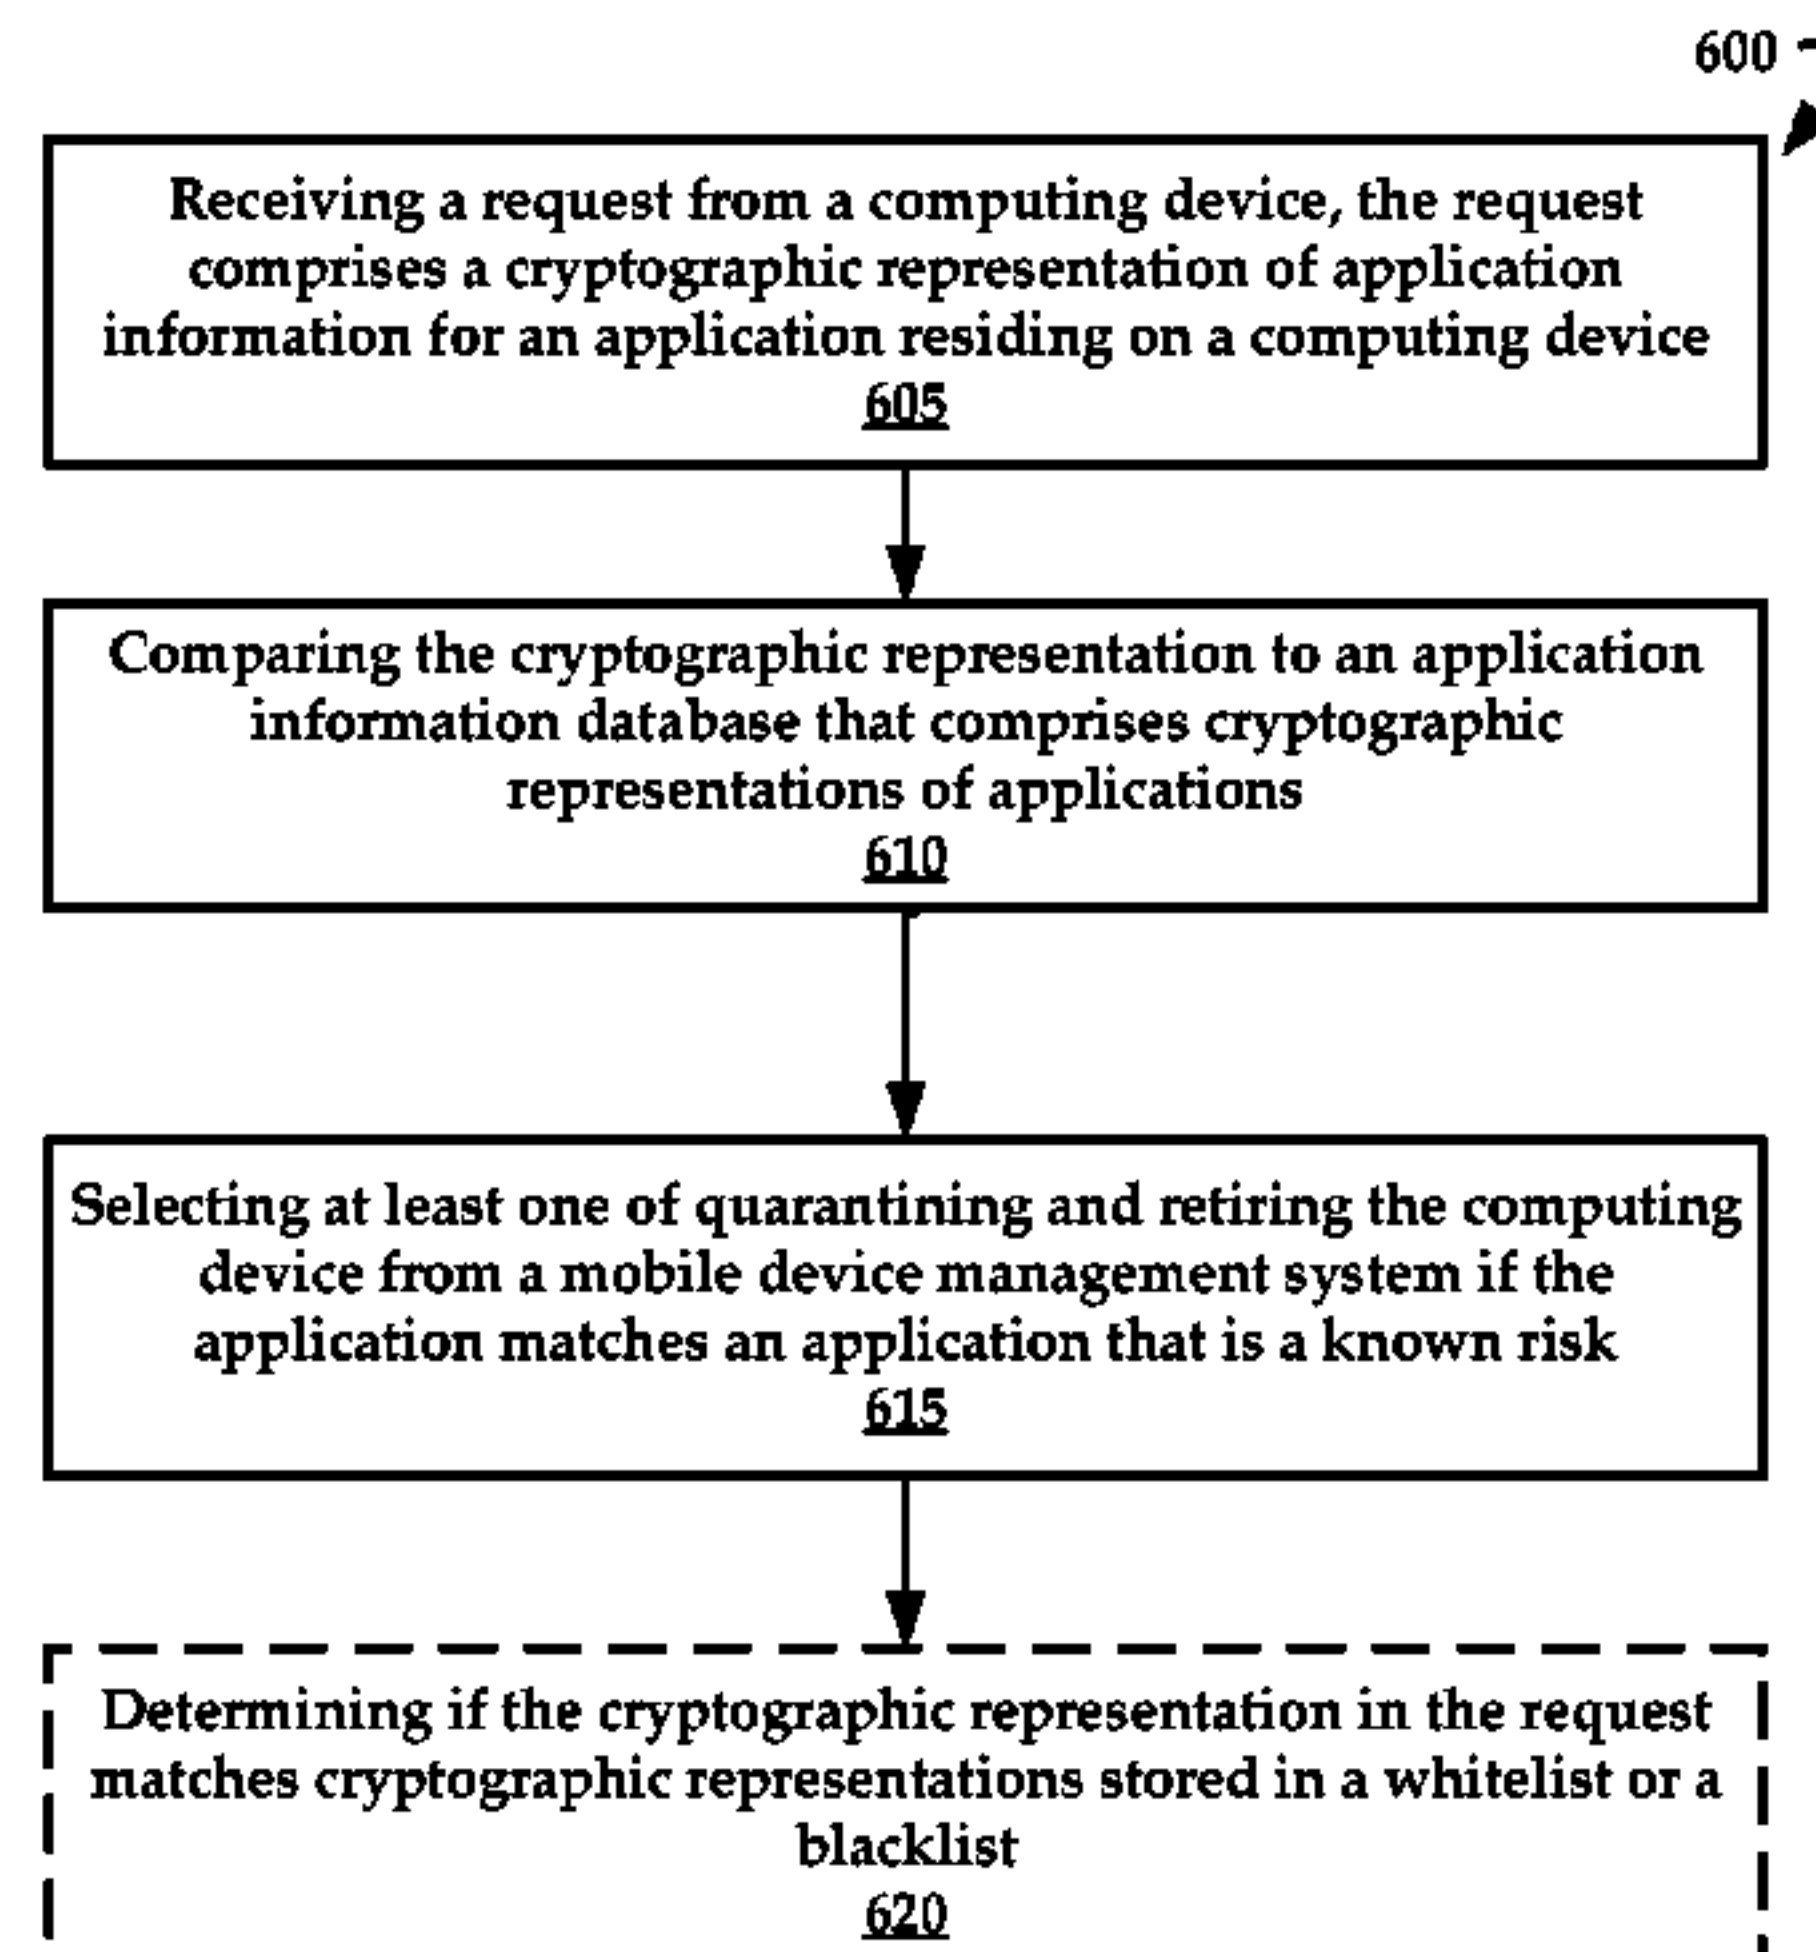 600
Receiving a request from a computing device, the request
comprises a cryptographic representation of application
information for an application residing on a computing device
605
Comparing the cryptographic representation to an application
information database that comprises cryptographic
representations of applications
610
Selecting at least one of quarantining and retiring the computing
device from a mobile device management system if the
application matches an application that is a known risk
615
Determining if the cryptographic representation in the request
matches cryptographic representations stored in a whitelist or a
blacklist
620